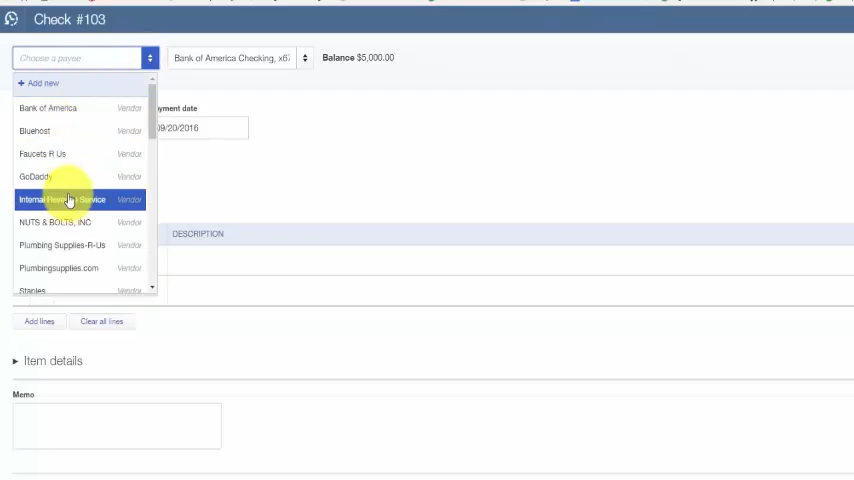 Check #103
Choose a payee
Bank of America Checking, x67
Balance $5,000.00
+ Add new
Bank of America Vendor
yment date
Bluehost Vendor
09/20/2016
Faucets R Us Vendor
GoDaddy Vendor
Internal Revenue Service Vendor
NUTS & BOLTS, INC Vendor
DESCRIPTION
Plumbing Supplies-R-Us Vendor
Plumbingsupplies.com Vendor
Staples Vendor
Add lines
Clear all lines
Item details
Memo